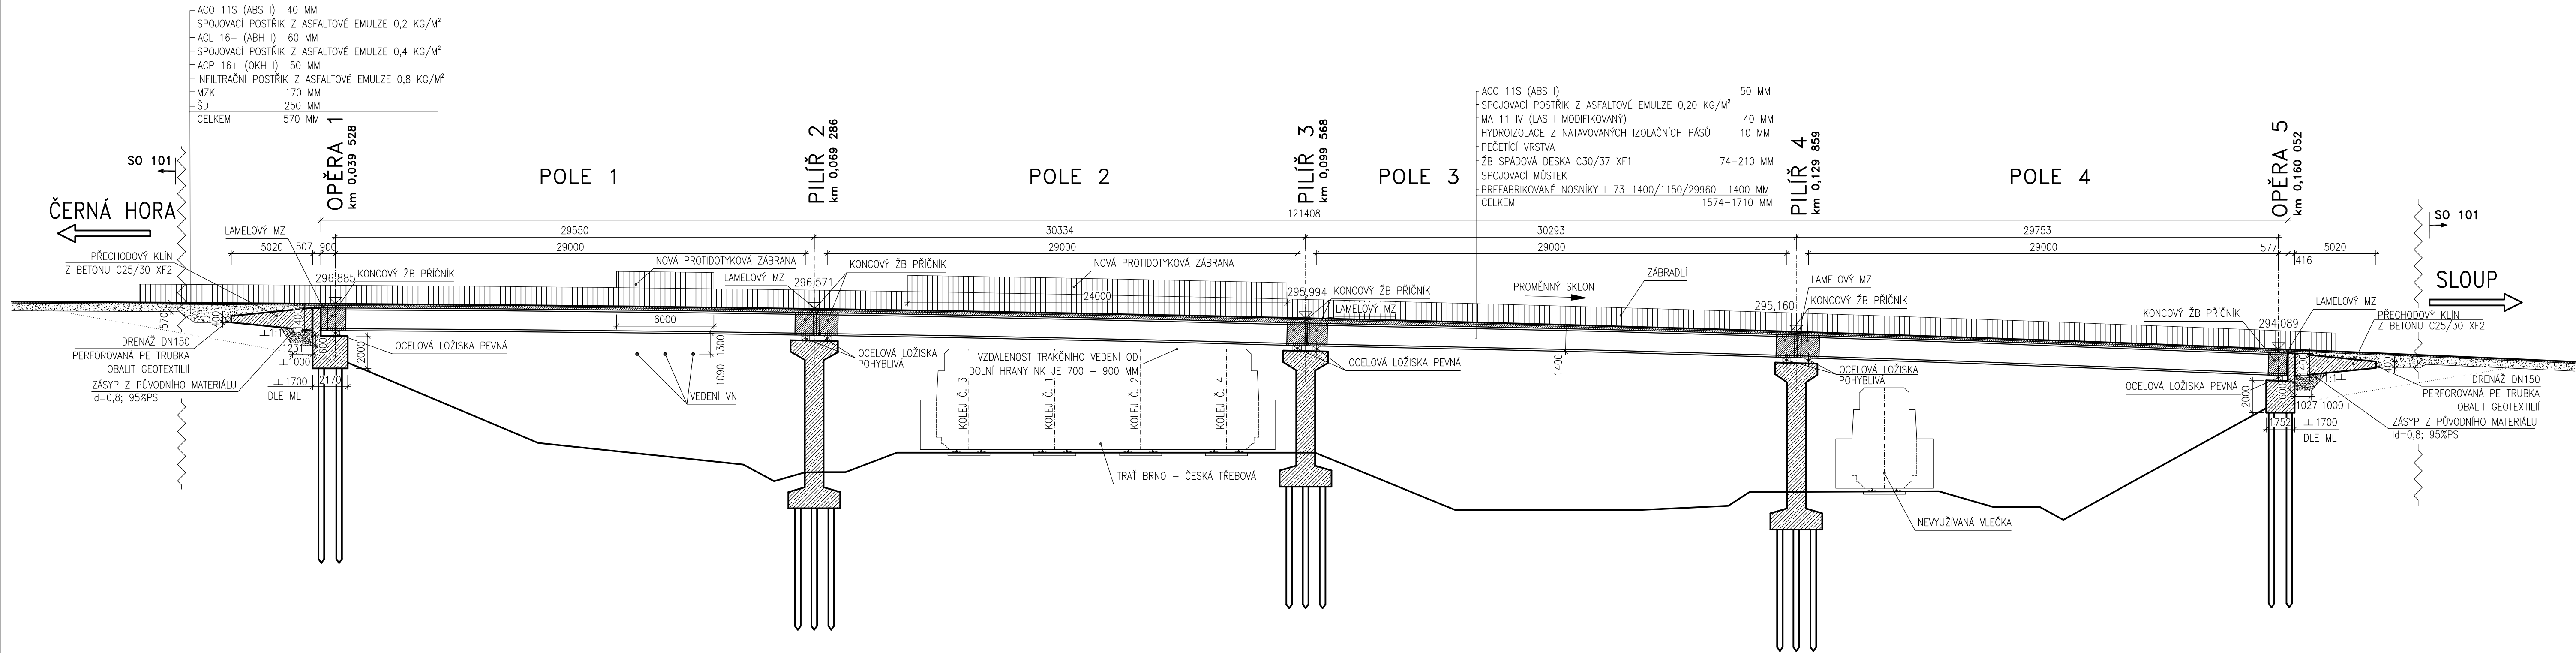 ACO 11S (ABS I) 40 MM
SPOJOVACÍ POSTŘIK Z ASFALTOVÉ EMULZE 0,2 KG/M²
ACL 16+ (ABH I) 60 MM
SPOJOVACÍ POSTŘIK Z ASFALTOVÉ EMULZE 0,4 KG/M²
ACP 16+ (OKH I) 50 MM
INFILTRAČNÍ POSTŘIK Z ASFALTOVÉ EMULZE 0,8 KG/M²
MZK 170 MM
ŠD 250 MM
CELKEM 570 MM
ACO 11S (ABS I) 50 MM
SPOJOVACÍ POSTŘIK Z ASFALTOVÉ EMULZE 0,20 KG/M²
MA 11 IV (LAS I MODIFIKOVANÝ) 40 MM
HYDROIZOLACE Z NATAVOVANÝCH IZOLAČNÍCH PÁSŮ 10 MM
PEČETÍCÍ VRSTVA
ŽB SPÁDOVÁ DESKA C30/37 XF1 74-210 MM
SPOJOVACÍ MŮSTEK
PREFABRIKOVANÉ NOSNÍKY I-73-1400/1150/29960 1400 MM
CELKEM 1574-1710 MM
SO 101
OPĚRA 1
km 0,039 528
POLE 1
PILÍŘ 2
km 0,069 286
POLE 2
PILÍŘ 3
km 0,099 568
POLE 3
PILÍŘ 4
km 0,129 859
POLE 4
OPĚRA 5
km 0,160 052
SO 101
ČERNÁ HORA
SLOUP
121408
29550 30334 30293 29753
5020 507 900 29000 29000 29000 29000 577 416 5020
LAMELOVÝ MZ
PŘECHODOVÝ KLÍN
Z BETONU C25/30 XF2
296,885
KONCOVÝ ŽB PŘÍČNÍK
NOVÁ PROTIDOTYKOVÁ ZÁBRANA
LAMELOVÝ MZ
296,571
KONCOVÝ ŽB PŘÍČNÍK
NOVÁ PROTIDOTYKOVÁ ZÁBRANA
24000
295,994
KONCOVÝ ŽB PŘÍČNÍK
LAMELOVÝ MZ
PROMĚNNÝ SKLON
ZÁBRADLÍ
295,160
LAMELOVÝ MZ
KONCOVÝ ŽB PŘÍČNÍK
KONCOVÝ ŽB PŘÍČNÍK
294,089
LAMELOVÝ MZ
PŘECHODOVÝ KLÍN
Z BETONU C25/30 XF2
570
400
1400
1:1
1231
⊥1000
600
2000
⊥1700 2170
DLE ML
DRENÁŽ DN150
PERFOROVANÁ PE TRUBKA
OBALIT GEOTEXTILIÍ
ZÁSYP Z PŮVODNÍHO MATERIÁLU
Id=0,8; 95%PS
OCELOVÁ LOŽISKA PEVNÁ
6000
1090-1300
VEDENÍ VN
OCELOVÁ LOŽISKA
POHYBLIVÁ
VZDÁLENOST TRAKČNÍHO VEDENÍ OD
DOLNÍ HRANY NK JE 700 - 900 MM
KOLEJ Č. 3
KOLEJ Č. 1
KOLEJ Č. 2
KOLEJ Č. 4
TRAŤ BRNO - ČESKÁ TŘEBOVÁ
OCELOVÁ LOŽISKA PEVNÁ
1400
OCELOVÁ LOŽISKA
POHYBLIVÁ
NEVYUŽÍVANÁ VLEČKA
OCELOVÁ LOŽISKA PEVNÁ
2000
600
1400
1:1
400
1027 1000⊥
1752 ⊥1700
DLE ML
DRENÁŽ DN150
PERFOROVANÁ PE TRUBKA
OBALIT GEOTEXTILIÍ
ZÁSYP Z PŮVODNÍHO MATERIÁLU
Id=0,8; 95%PS